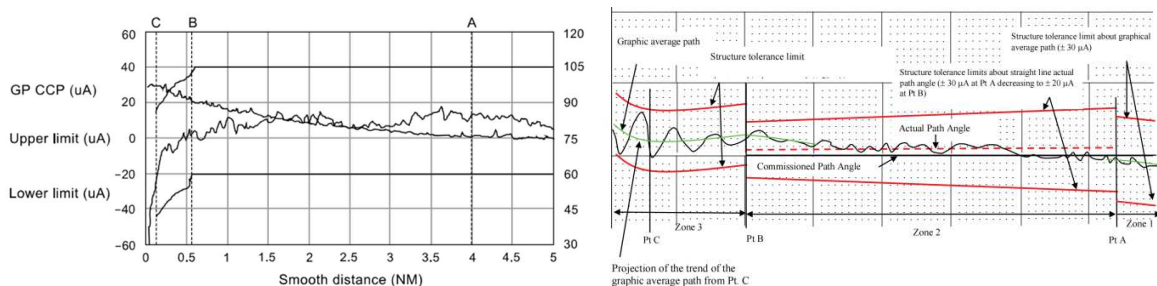 C
B
A
60
40
20
0
−20
−40
−60
120
105
90
75
60
45
30
GP CCP (uA)
Upper limit (uA)
Lower limit (uA)
0
0.5
1
1.5
2
2.5
3
3.5
4
4.5
5
Smooth distance (NM)
Graphic average path
Structure tolerance limit
Structure tolerance limit about graphical
average path (± 30 µA)
Structure tolerance limits about straight line actual
path angle (± 30 µA at Pt A decreasing to ± 20 µA
at Pt B)
Actual Path Angle
Commissioned Path Angle
Zone 3
Zone 2
Zone 1
Pt C
Pt B
Pt A
Projection of the trend of the
graphic average path from Pt. C